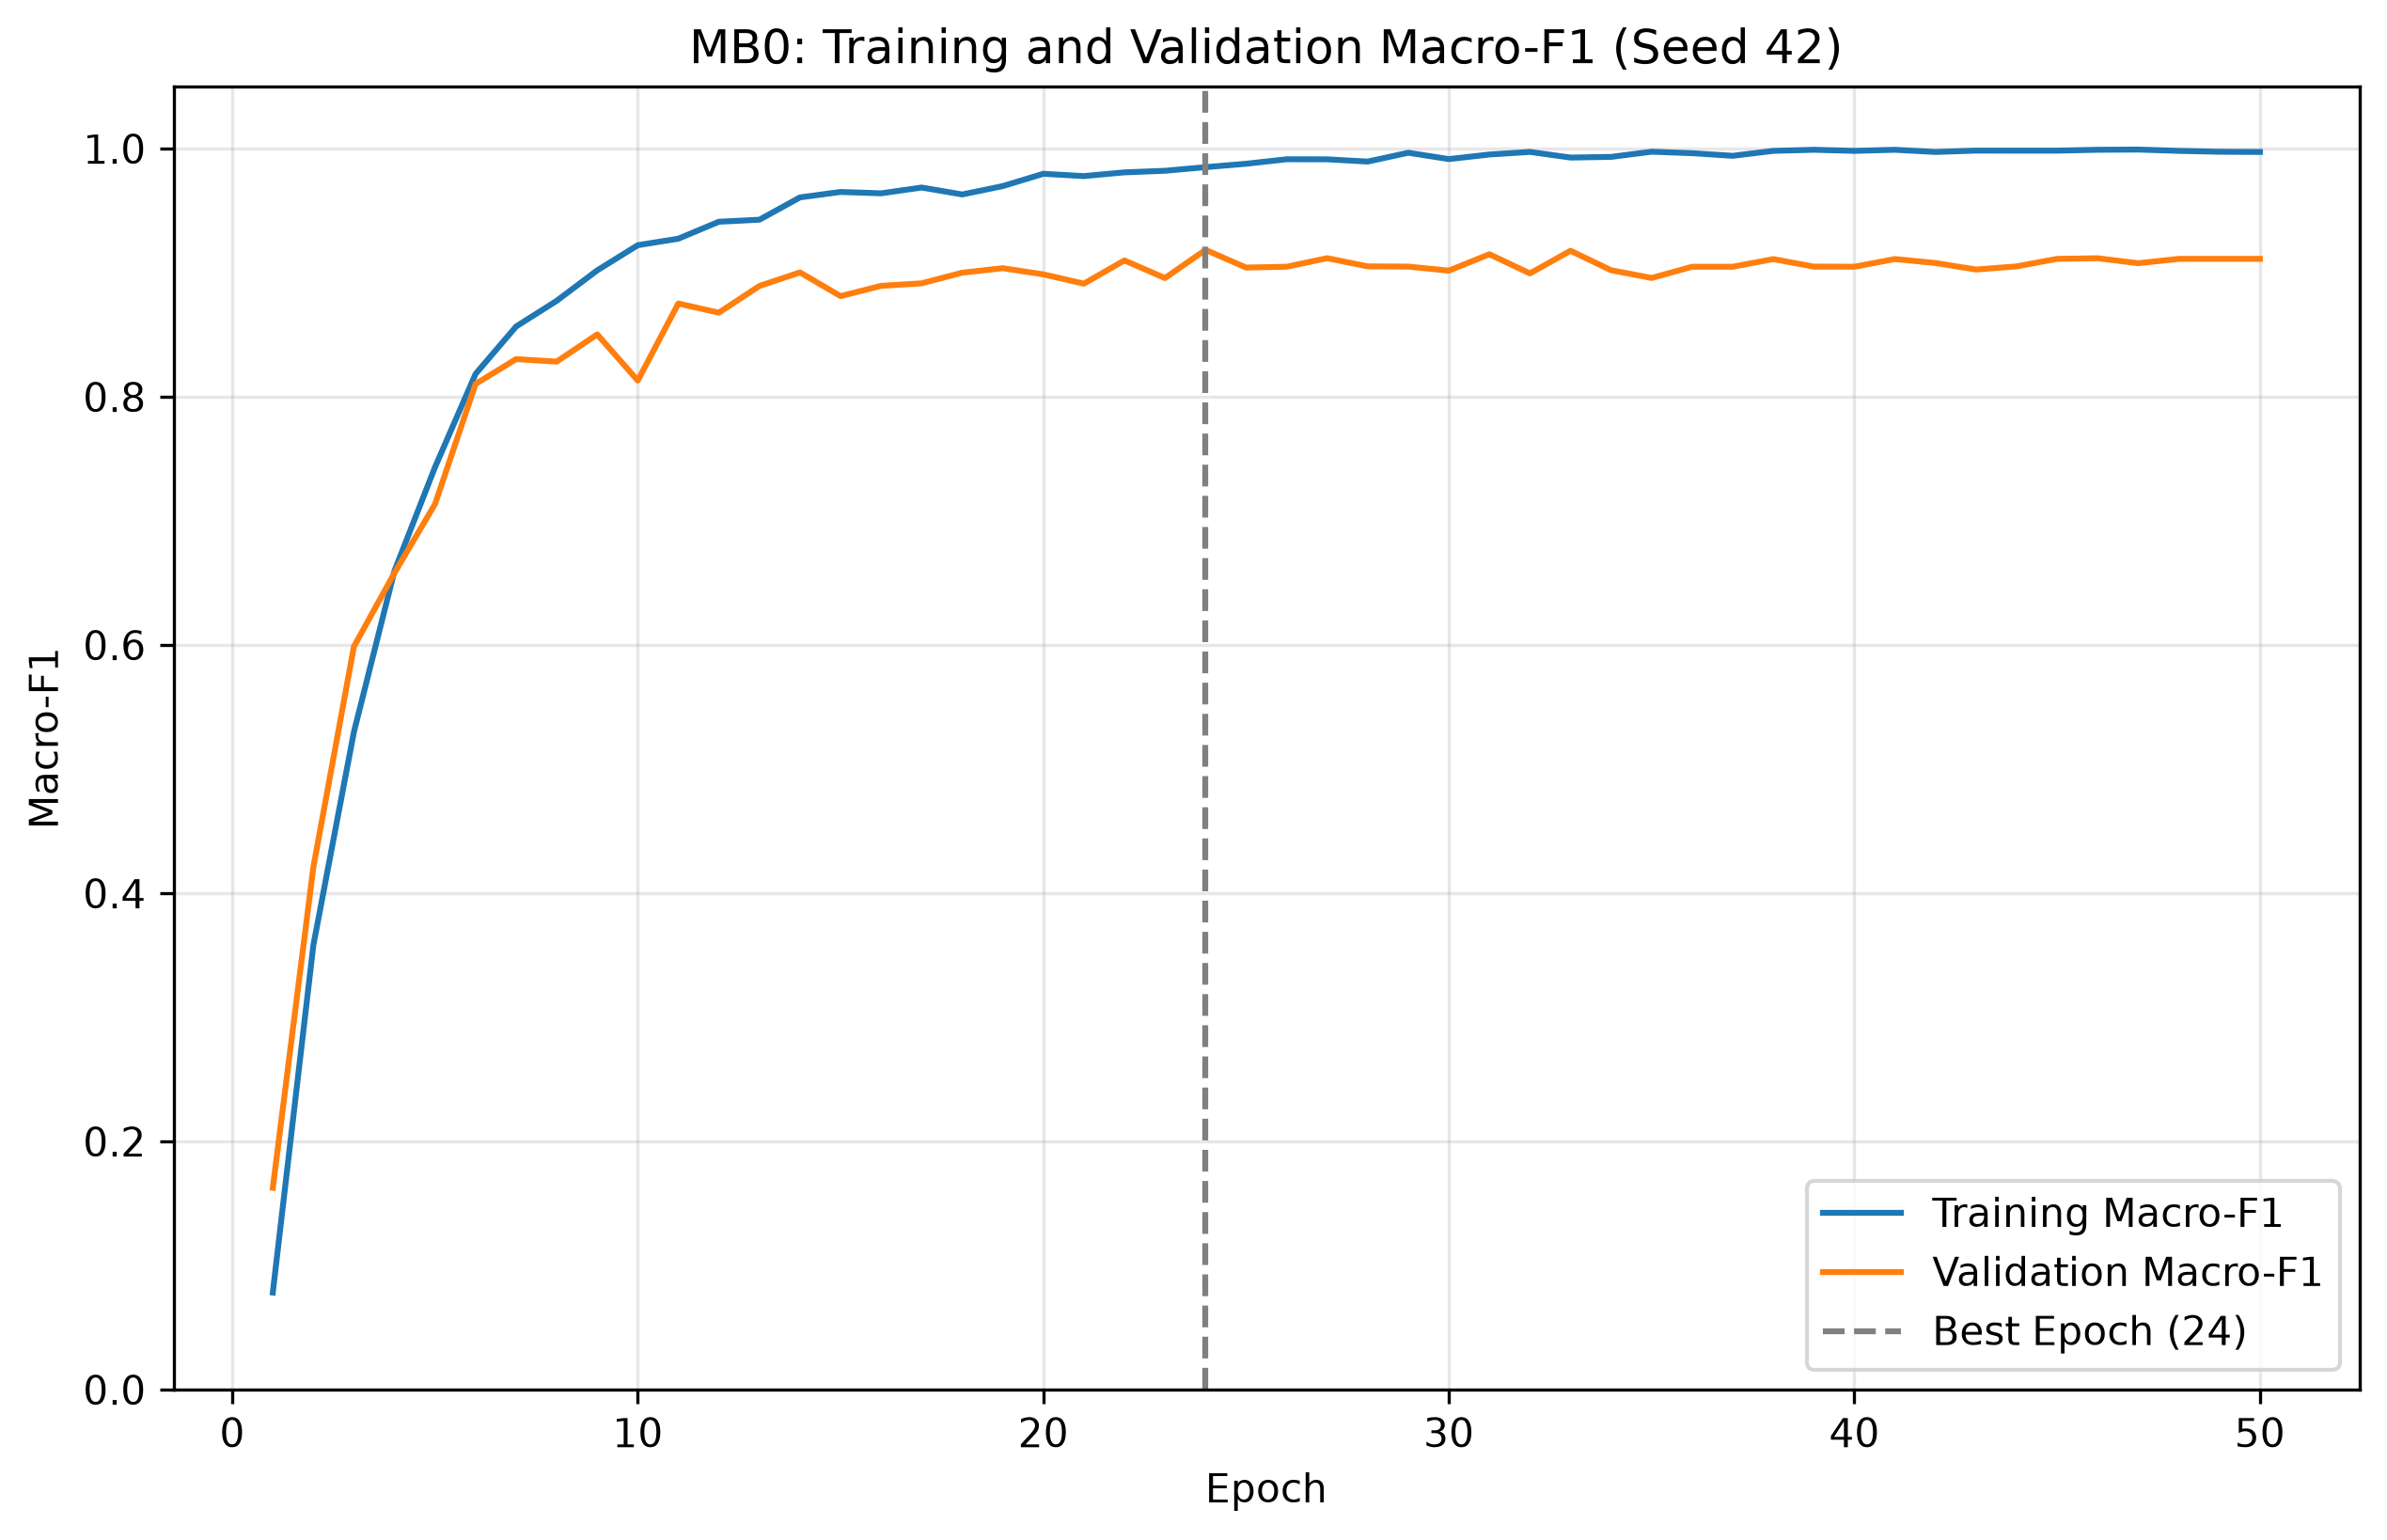 MB0: Training and Validation Macro-F1 (Seed 42)
1.0
0.8
0.6
0.4
0.2
0.0
Macro-F1
0 10 20 30 40 50
Epoch
Training Macro-F1
Validation Macro-F1
Best Epoch (24)